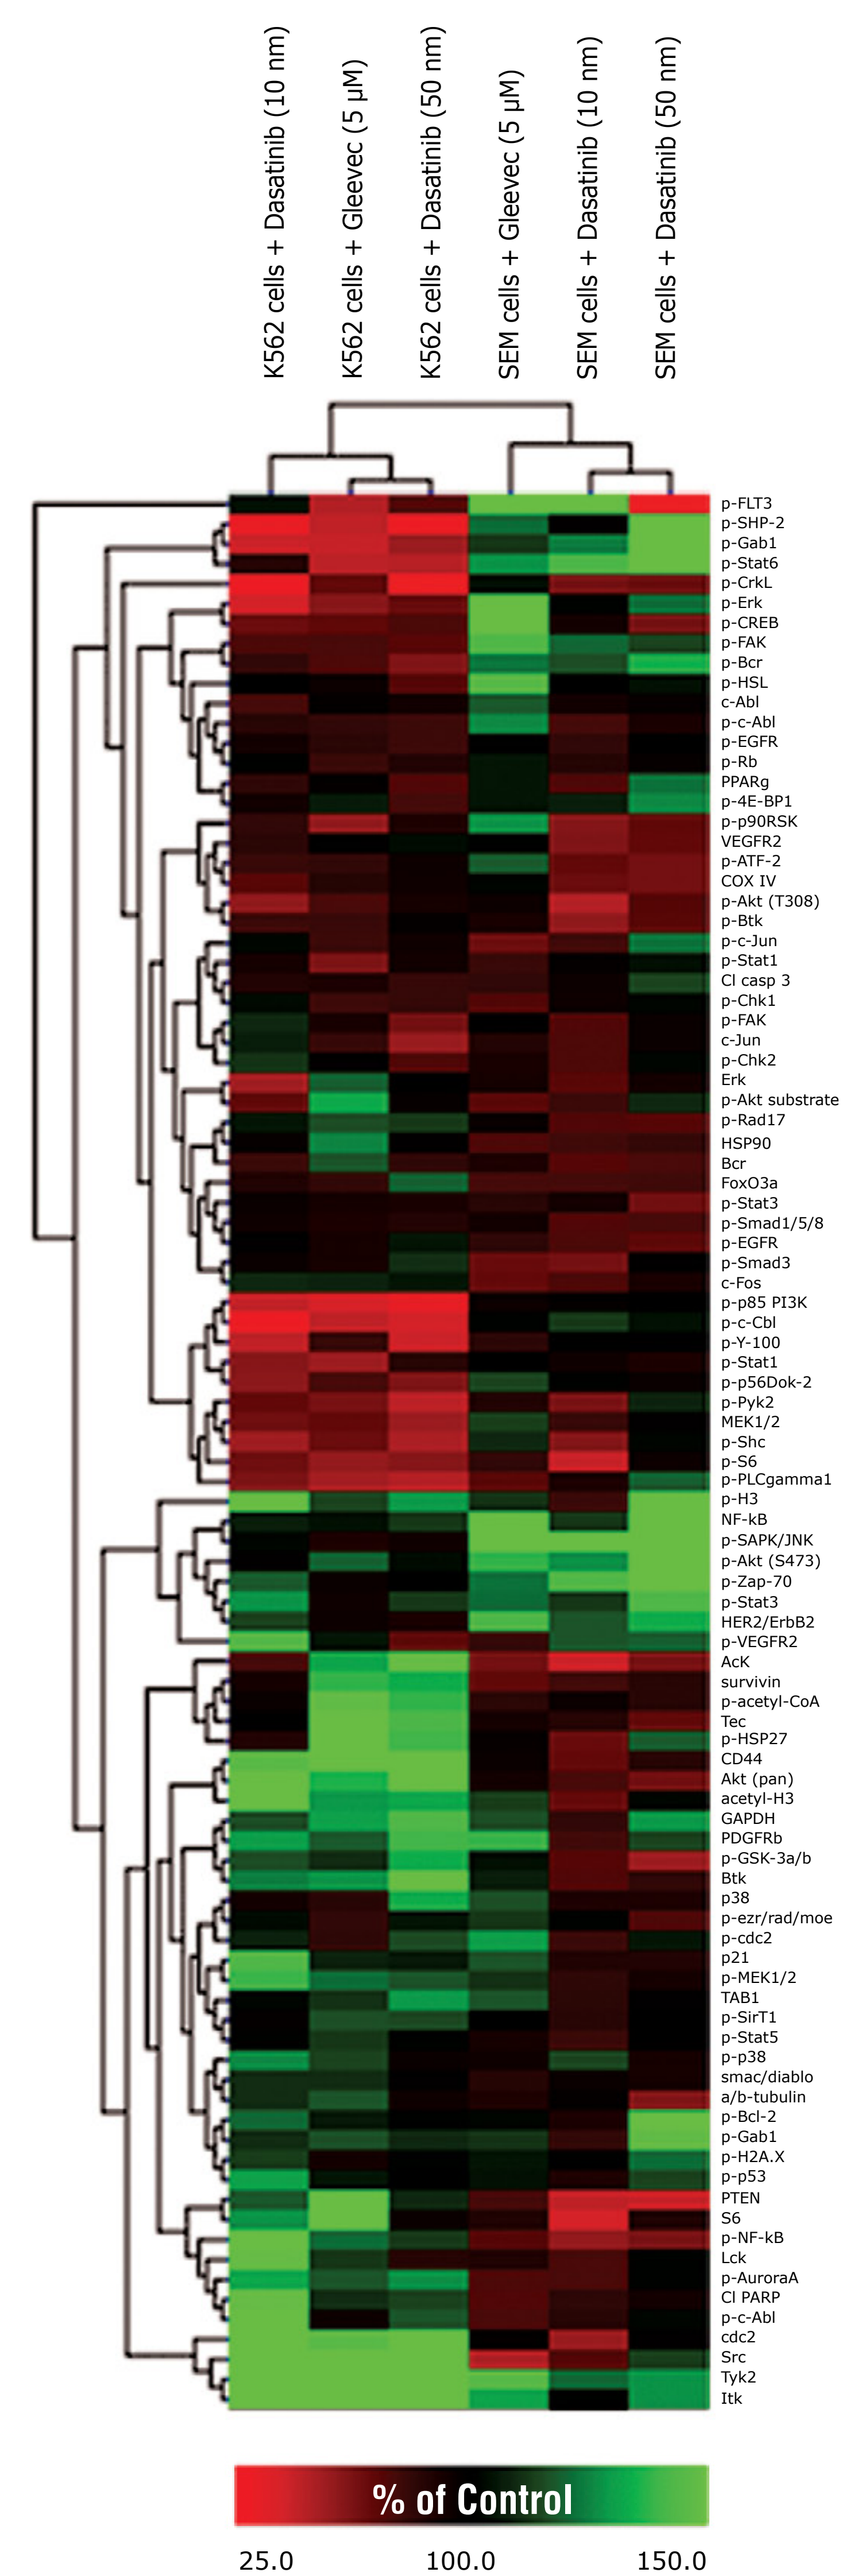 K562 cells + Dasatinib (10 nm)
K562 cells + Gleevec (5 µM)
K562 cells + Dasatinib (50 nm)
SEM cells + Gleevec (5 µM)
SEM cells + Dasatinib (10 nm)
SEM cells + Dasatinib (50 nm)
p-FLT3
p-SHP-2
p-Gab1
p-Stat6
p-CrkL
p-Erk
p-CREB
p-FAK
p-Bcr
p-HSL
c-Abl
p-c-Abl
p-EGFR
p-Rb
PPARg
p-4E-BP1
p-p90RSK
VEGFR2
p-ATF-2
COX IV
p-Akt (T308)
p-Btk
p-c-Jun
p-Stat1
Cl casp 3
p-Chk1
p-FAK
c-Jun
p-Chk2
Erk
p-Akt substrate
p-Rad17
HSP90
Bcr
FoxO3a
p-Stat3
p-Smad1/5/8
p-EGFR
p-Smad3
c-Fos
p-p85 PI3K
p-c-Cbl
p-Y-100
p-Stat1
p-p56Dok-2
p-Pyk2
MEK1/2
p-Shc
p-S6
p-PLCgamma1
p-H3
NF-kB
p-SAPK/JNK
p-Akt (S473)
p-Zap-70
p-Stat3
HER2/ErbB2
p-VEGFR2
AcK
survivin
p-acetyl-CoA
Tec
p-HSP27
CD44
Akt (pan)
acetyl-H3
GAPDH
PDGFRb
p-GSK-3a/b
Btk
p38
p-ezr/rad/moe
p-cdc2
p21
p-MEK1/2
TAB1
p-SirT1
p-Stat5
p-p38
smac/diablo
a/b-tubulin
p-Bcl-2
p-Gab1
p-H2A.X
p-p53
PTEN
S6
p-NF-kB
Lck
p-AuroraA
Cl PARP
p-c-Abl
cdc2
Src
Tyk2
Itk
% of Control
25.0 100.0 150.0